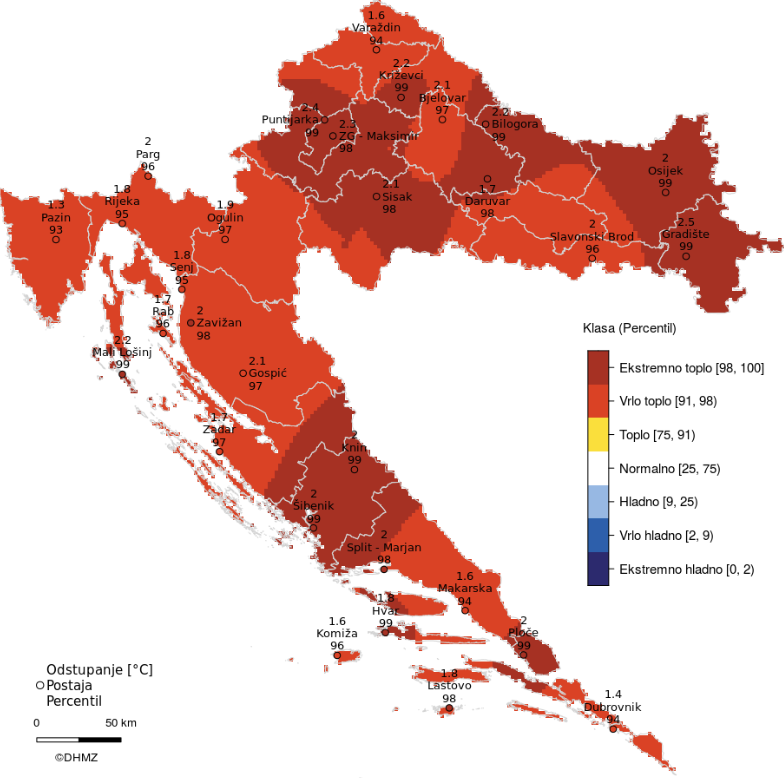 1.6
Varaždin
94
2.2
Križevci
99
2.1
Bjelovar
97
2.4
Puntijarka
99
2.3
ZG - Maksimir
98
2.2
Bilogora
99
2
Parg
96
2
Osijek
99
1.8
Rijeka
95
1.3
Pazin
93
1.9
Ogulin
97
2.1
Sisak
98
1.7
Daruvar
98
2
Slavonski Brod
96
2.5
Gradište
99
1.8
Senj
95
1.7
Rab
96
2
Zavižan
98
2.2
Mali Lošinj
99
2.1
Gospić
97
Klasa (Percentil)
Ekstremno toplo [98, 100]
Vrlo toplo [91, 98)
Toplo [75, 91)
Normalno [25, 75)
Hladno [9, 25)
Vrlo hladno [2, 9)
Ekstremno hladno [0, 2)
1.7
Zadar
97
2
Knin
99
2
Šibenik
99
2
Split - Marjan
98
1.6
Makarska
94
1.8
Hvar
99
1.6
Komiža
96
2
Ploče
99
1.8
Lastovo
98
1.4
Dubrovnik
94
Odstupanje [°C]
Postaja
Percentil
0 50 km
©DHMZ